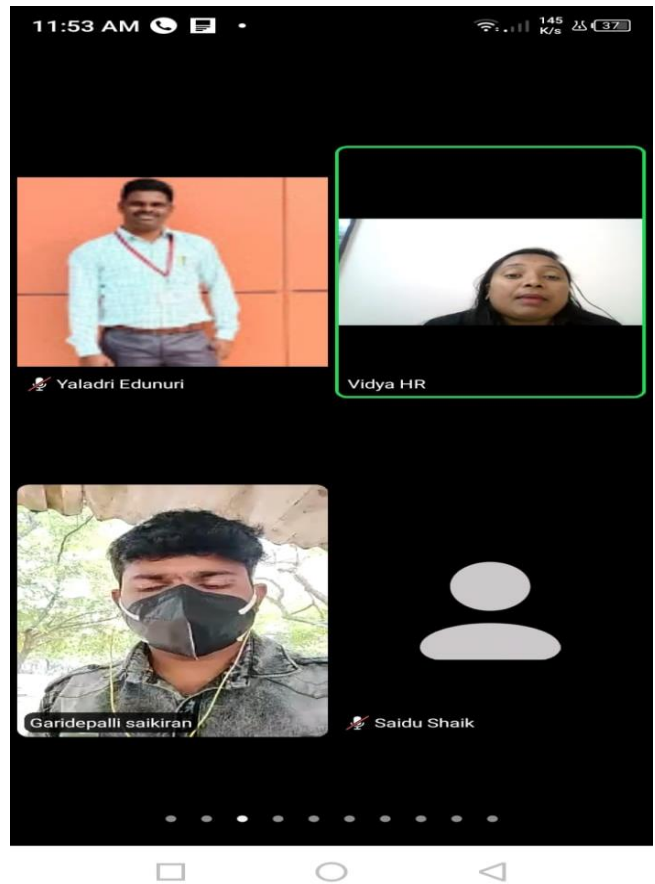 11:53 AM
145
K/s
37
Yaladri Edunuri
Vidya HR
Garidepalli saikiran
Saidu Shaik